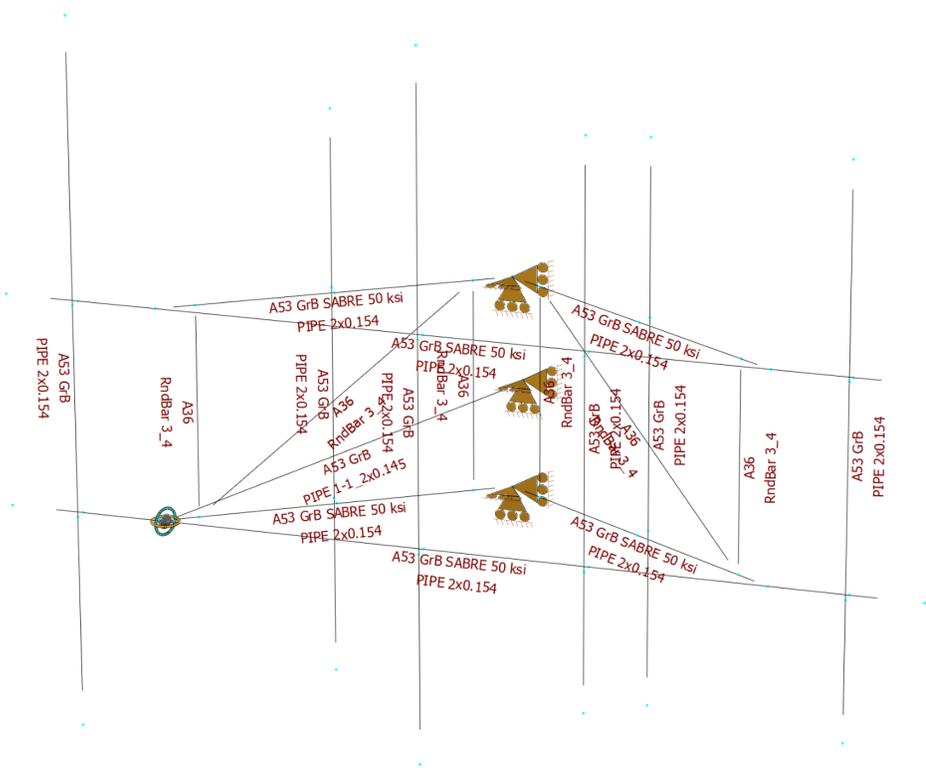 A53 GrB SABRE 50 ksi
PIPE 2x0.154
A53 GrB SABRE 50 ksi
PIPE 2x0.154
A53 GrB SABRE 50 ksi
PIPE 2x0.154
A53 GrB
PIPE 2x0.154
A36
RndBar 3_4
A53 GrB
PIPE 2x0.154
A53 GrB
PIPE 2x0.154
A36
RndBar 3_4
A36
RndBar 3_4
A36
RndBar 3_4
A53 GrB
PIPE 2x0.154
A36
RndBar 3_4
A53 GrB
PIPE 2x0.154
A36
RndBar 3_4
A53 GrB
PIPE 2x0.154
A53 GrB
PIPE 1-1_2x0.145
A53 GrB SABRE 50 ksi
PIPE 2x0.154
A53 GrB SABRE 50 ksi
PIPE 2x0.154
A53 GrB SABRE 50 ksi
PIPE 2x0.154